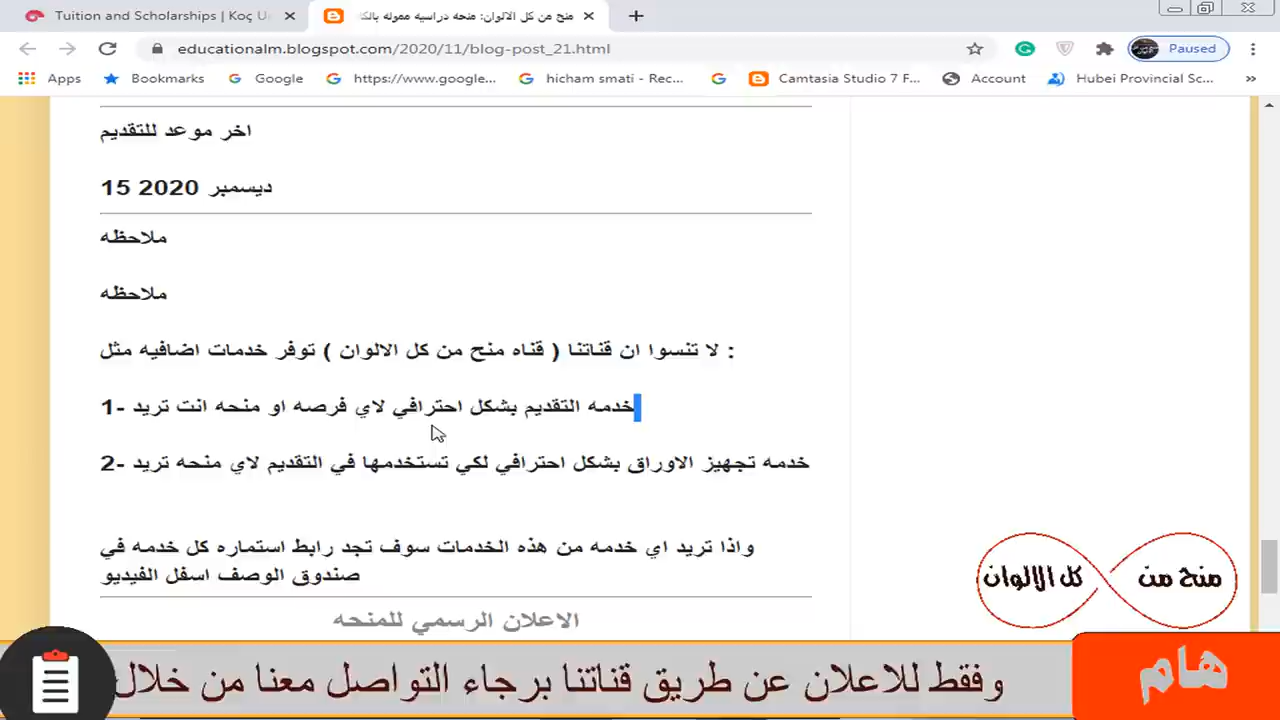 Tuition and Scholarships | Koç Un
منح من كل الالوان: منحه دراسيه ممولة بالكا
educationalm.blogspot.com/2020/11/blog-post_21.html
Paused
Apps
Bookmarks
Google
https://www.google...
hicham smati - Rec...
Camtasia Studio 7 F...
Account
Hubei Provincial Sc...
»
اخر موعد للتقديم
15 ديسمبر 2020
ملاحظه
ملاحظه
لا تنسوا ان قناتنا ( قناه منح من كل الالوان ) توفر خدمات اضافيه مثل :
1- خدمه التقديم بشكل احترافي لاي فرصه او منحه انت تريد
2- خدمه تجهيز الاوراق بشكل احترافي لكي تستخدمها في التقديم لاي منحه تريد
واذا تريد اي خدمه من هذه الخدمات سوف تجد رابط استماره كل خدمه في
صندوق الوصف اسفل الفيديو
الاعلان الرسمي للمنحه
منح من كل الالوان
هام
وفقط للاعلان عن طريق قناتنا برجاء التواصل معنا من خلال